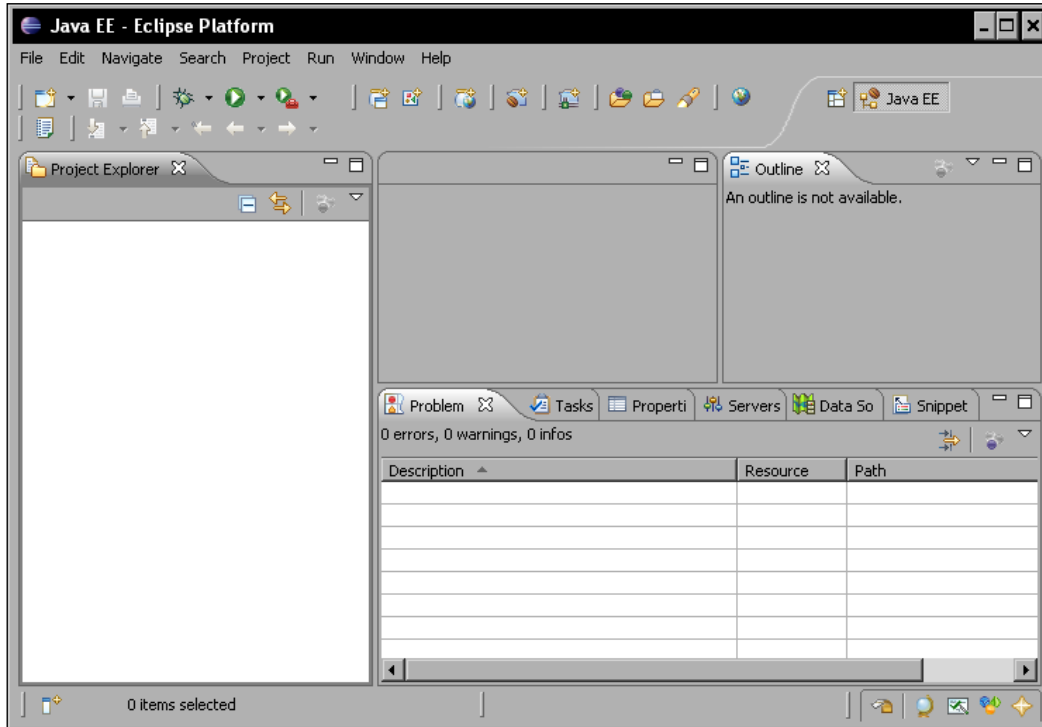 Java EE - Eclipse Platform
File Edit Navigate Search Project Run Window Help
Java EE
Project Explorer
Outline
An outline is not available.
Problem Tasks Properti Servers Data So Snippet
0 errors, 0 warnings, 0 infos
Description Resource Path
0 items selected